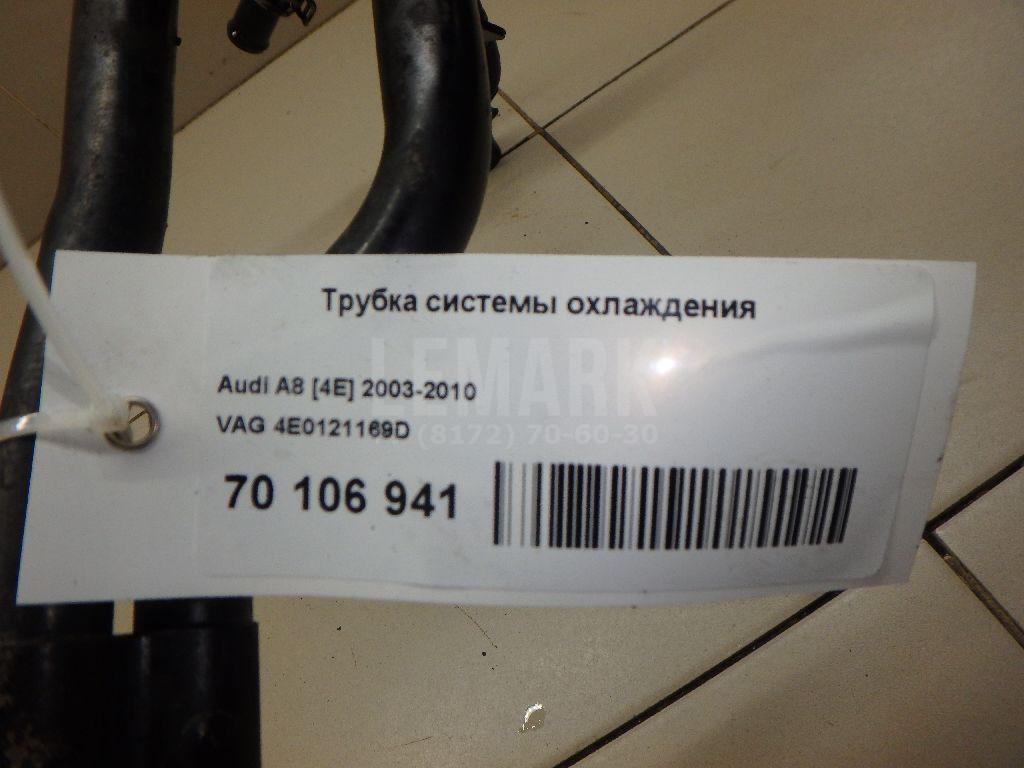 Трубка системы охлаждения
LEMARK
Audi A8 [4E] 2003-2010
VAG 4E0121169D
(8172) 70-60-30
70 106 941